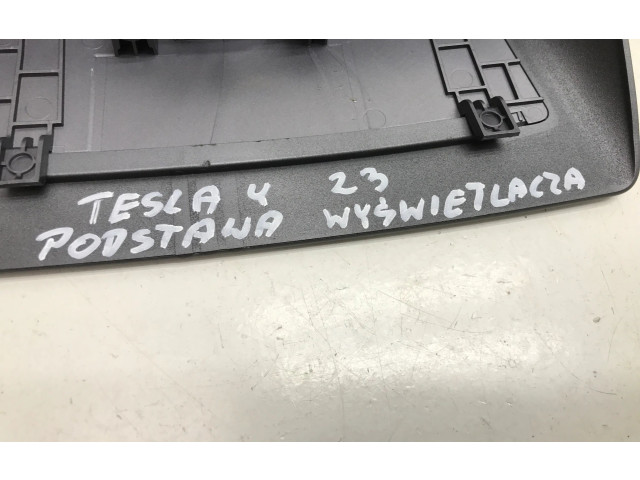 TESLA Y 23
PODSTAWA WYŚWIETLACZA